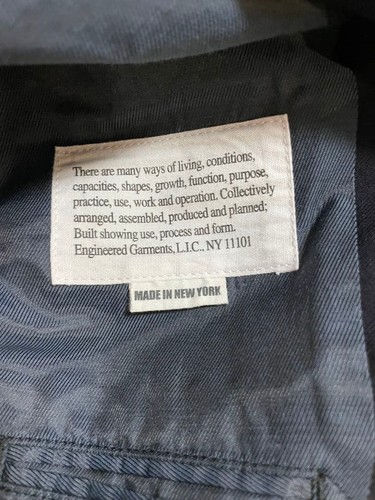 There are many ways of living, conditions,
capacities, shapes, growth, function, purpose,
practice, use, work and operation. Collectively
arranged, assembled, produced and planned;
Built showing use, process and form.
Engineered Garments, L.I.C., NY 11101
MADE IN NEW YORK